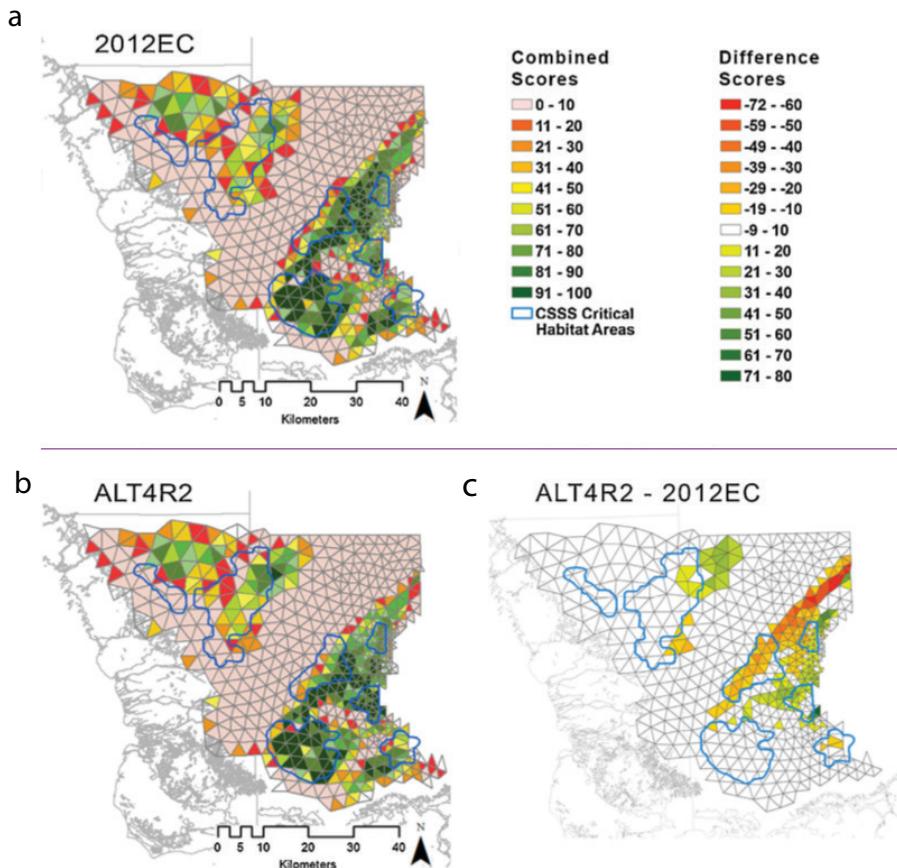 a
2012EC
Combined
Scores
0 - 10
11 - 20
21 - 30
31 - 40
41 - 50
51 - 60
61 - 70
71 - 80
81 - 90
91 - 100
CSSS Critical
Habitat Areas
Difference
Scores
-72 - -60
-59 - -50
-49 - -40
-39 - -30
-29 - -20
-19 - -10
-9 - 10
11 - 20
21 - 30
31 - 40
41 - 50
51 - 60
61 - 70
71 - 80
N
0 5 10 20 30 40
Kilometers
b
ALT4R2
N
0 5 10 20 30 40
Kilometers
c
ALT4R2 - 2012EC